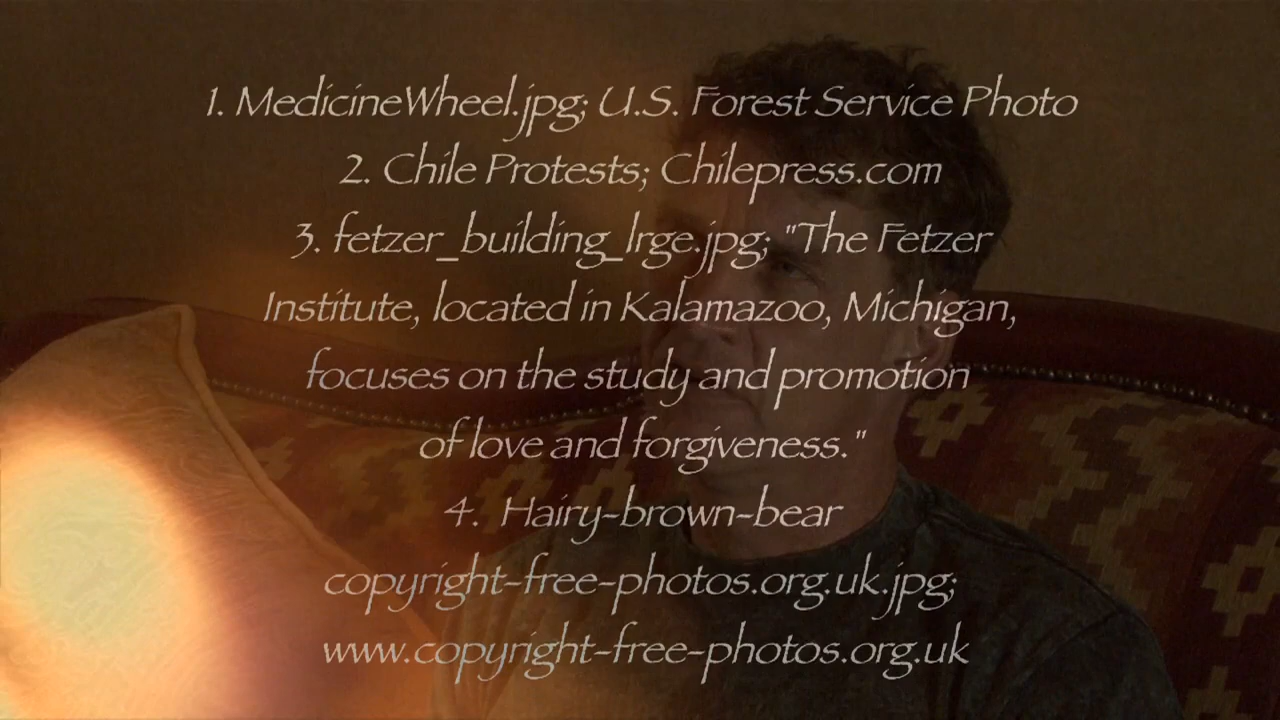 1. MedicineWheel.jpg; U.S. Forest Service Photo
2. Chile Protests; Chilepress.com
3. fetzer_building_lrge.jpg; "The Fetzer
Institute, located in Kalamazoo, Michigan,
focuses on the study and promotion
of love and forgiveness."
4.  Hairy-brown-bear
copyright-free-photos.org.uk.jpg;
www.copyright-free-photos.org.uk